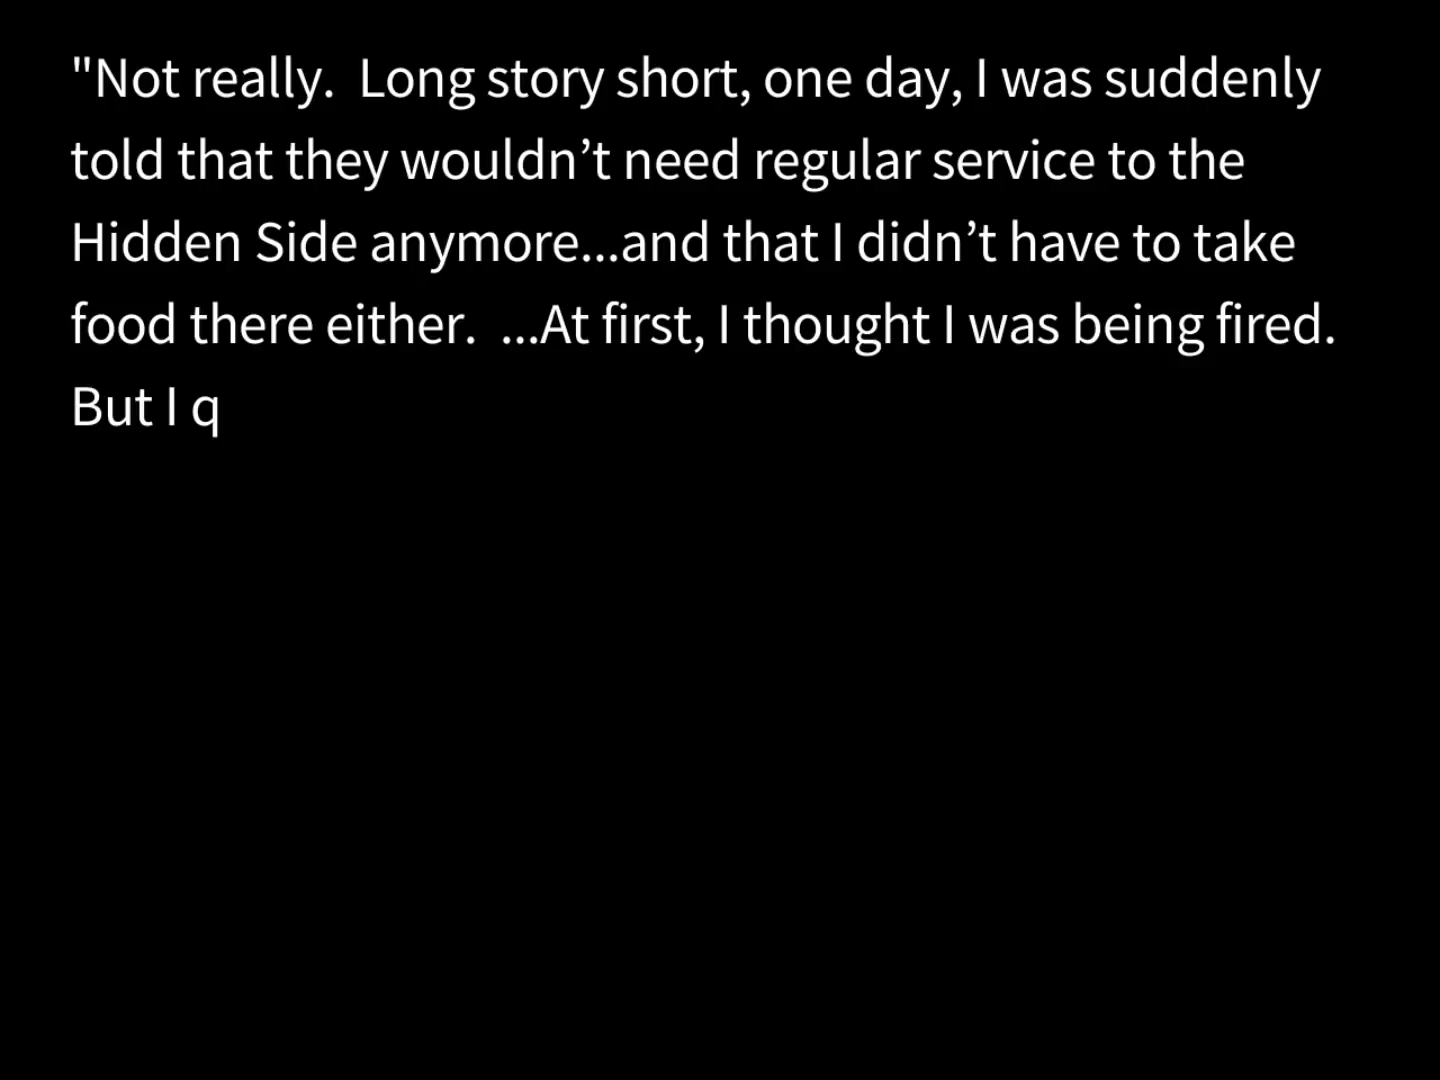 "Not really.  Long story short, one day, I was suddenly
told that they wouldn’t need regular service to the
Hidden Side anymore...and that I didn’t have to take
food there either.  ...At first, I thought I was being fired.
But I q